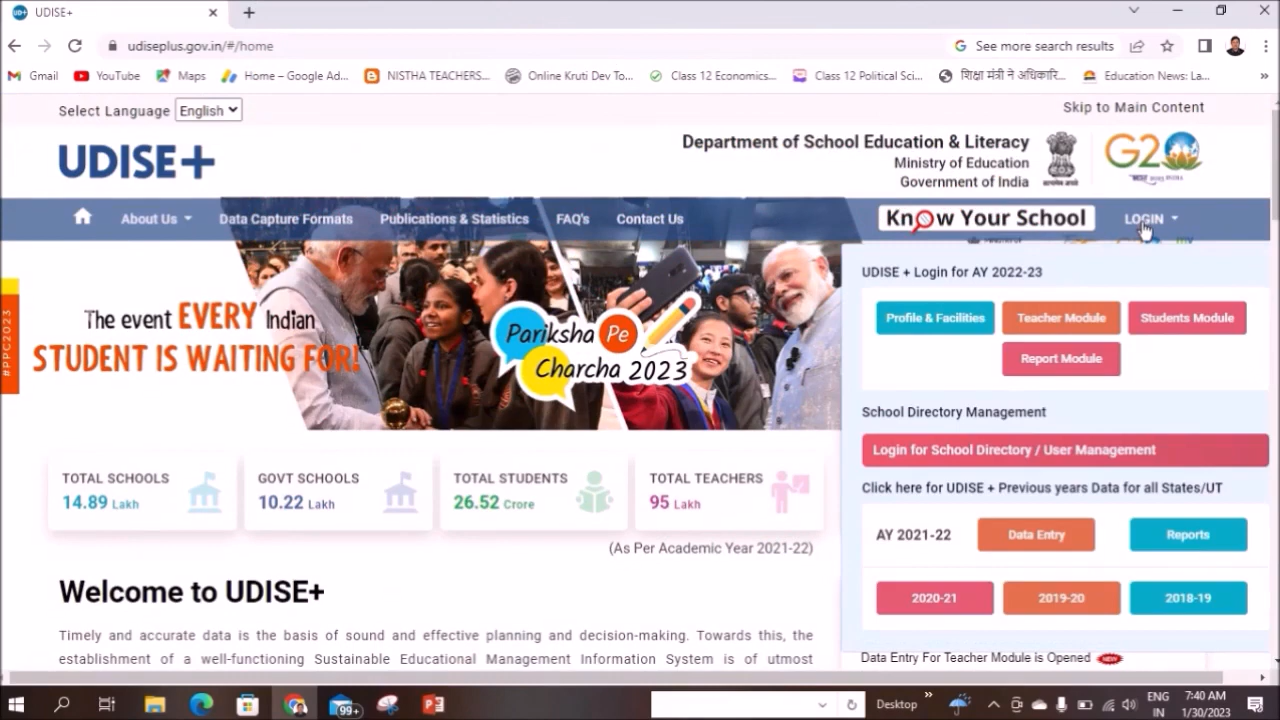 UDISE+
udiseplus.gov.in/#/home
See more search results
Gmail
YouTube
Maps
Home – Google Ad...
NISTHA TEACHERS...
Online Kruti Dev To...
Class 12 Economics...
Class 12 Political Sci...
शिक्षा मंत्री ने अधिकारि...
Education News: La...
»
Select Language English
Skip to Main Content
UDISE+
Department of School Education & Literacy
Ministry of Education
Government of India
G2
About Us
Data Capture Formats
Publications & Statistics
FAQ's
Contact Us
Know Your School
LOGIN
#PPC2023
The event EVERY Indian
STUDENT IS WAITING FOR!
Pariksha Pe
Charcha 2023
UDISE + Login for AY 2022-23
Profile & Facilities
Teacher Module
Students Module
Report Module
School Directory Management
Login for School Directory / User Management
Click here for UDISE + Previous years Data for all States/UT
AY 2021-22
Data Entry
Reports
2020-21
2019-20
2018-19
Data Entry For Teacher Module is Opened NEW
TOTAL SCHOOLS
14.89 Lakh
GOVT SCHOOLS
10.22 Lakh
TOTAL STUDENTS
26.52 Crore
TOTAL TEACHERS
95 Lakh
(As Per Academic Year 2021-22)
Welcome to UDISE+
Timely and accurate data is the basis of sound and effective planning and decision-making. Towards this, the
establishment of a well-functioning Sustainable Educational Management Information System is of utmost
99+
Desktop
»
ENG
IN
7:40 AM
1/30/2023